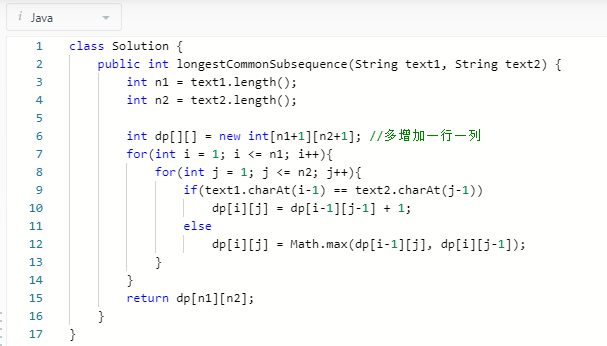 i Java
1 class Solution {
2 public int longestCommonSubsequence(String text1, String text2) {
3 int n1 = text1.length();
4 int n2 = text2.length();
5
6 int dp[][] = new int[n1+1][n2+1]; //多增加一行一列
7 for(int i = 1; i <= n1; i++){
8 for(int j = 1; j <= n2; j++){
9 if(text1.charAt(i-1) == text2.charAt(j-1))
10 dp[i][j] = dp[i-1][j-1] + 1;
11 else
12 dp[i][j] = Math.max(dp[i-1][j], dp[i][j-1]);
13 }
14 }
15 return dp[n1][n2];
16 }
17 }